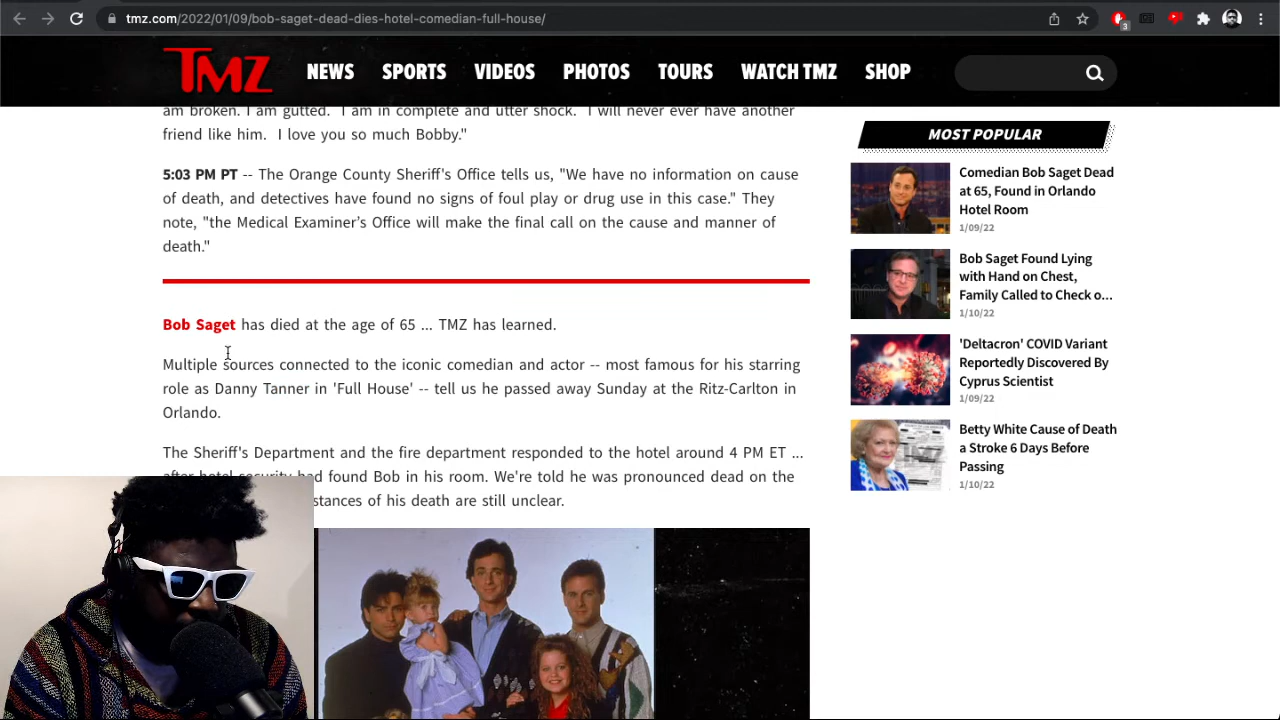 tmz.com/2022/01/09/bob-saget-dead-dies-hotel-comedian-full-house/
3
TMZ
NEWS SPORTS VIDEOS PHOTOS TOURS WATCH TMZ SHOP
am broken. I am gutted. I am in complete and utter shock. I will never ever have another
friend like him. I love you so much Bobby."
5:03 PM PT -- The Orange County Sheriff's Office tells us, "We have no information on cause
of death, and detectives have found no signs of foul play or drug use in this case." They
note, "the Medical Examiner's Office will make the final call on the cause and manner of
death."
Bob Saget has died at the age of 65 ... TMZ has learned.
Multiple sources connected to the iconic comedian and actor -- most famous for his starring
role as Danny Tanner in 'Full House' -- tell us he passed away Sunday at the Ritz-Carlton in
Orlando.
The Sheriff's Department and the fire department responded to the hotel around 4 PM ET ...
found Bob in his room. We're told he was pronounced dead on the
of his death are still unclear.
MOST POPULAR
Comedian Bob Saget Dead
at 65, Found in Orlando
Hotel Room
1/09/22
Bob Saget Found Lying
with Hand on Chest,
Family Called to Check o...
1/10/22
'Deltacron' COVID Variant
Reportedly Discovered By
Cyprus Scientist
1/09/22
Betty White Cause of Death
a Stroke 6 Days Before
Passing
1/10/22